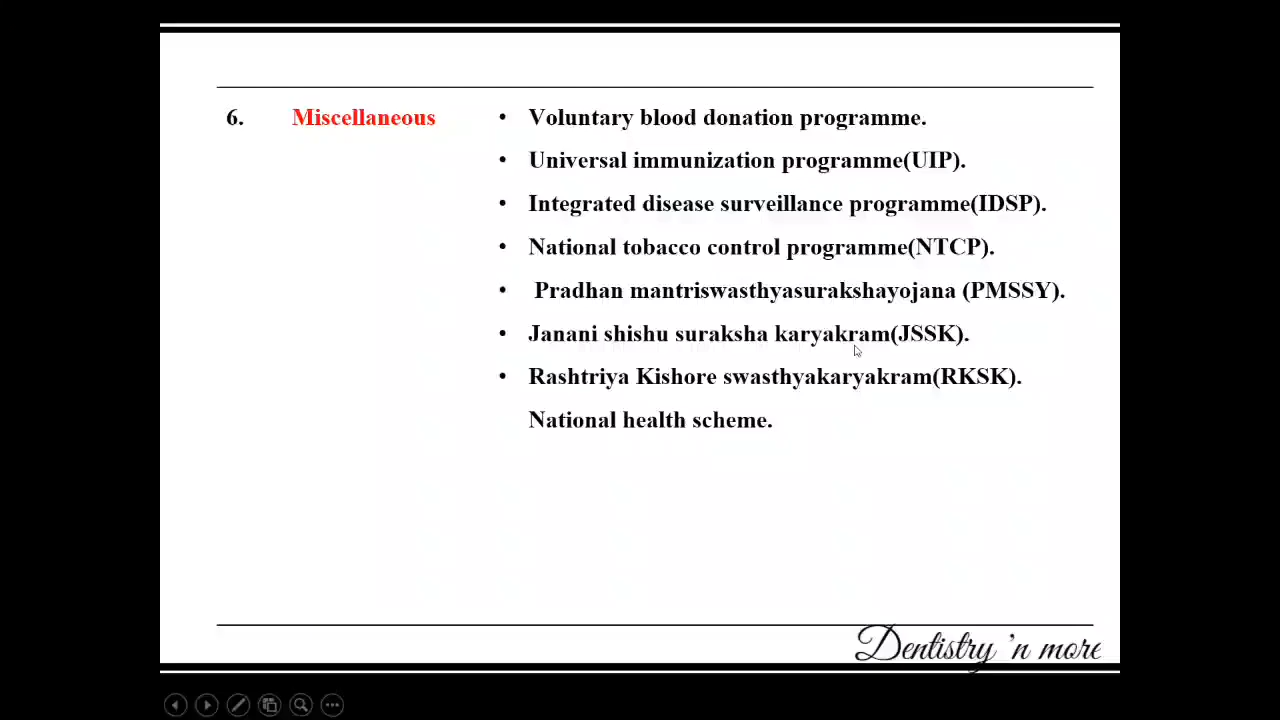 6. Miscellaneous • Voluntary blood donation programme.
• Universal immunization programme(UIP).
• Integrated disease surveillance programme(IDSP).
• National tobacco control programme(NTCP).
• Pradhan mantriswasthyasurakshayojana (PMSSY).
• Janani shishu suraksha karyakram(JSSK).
• Rashtriya Kishore swasthyakaryakram(RKSK).
National health scheme.
Dentistry 'n more